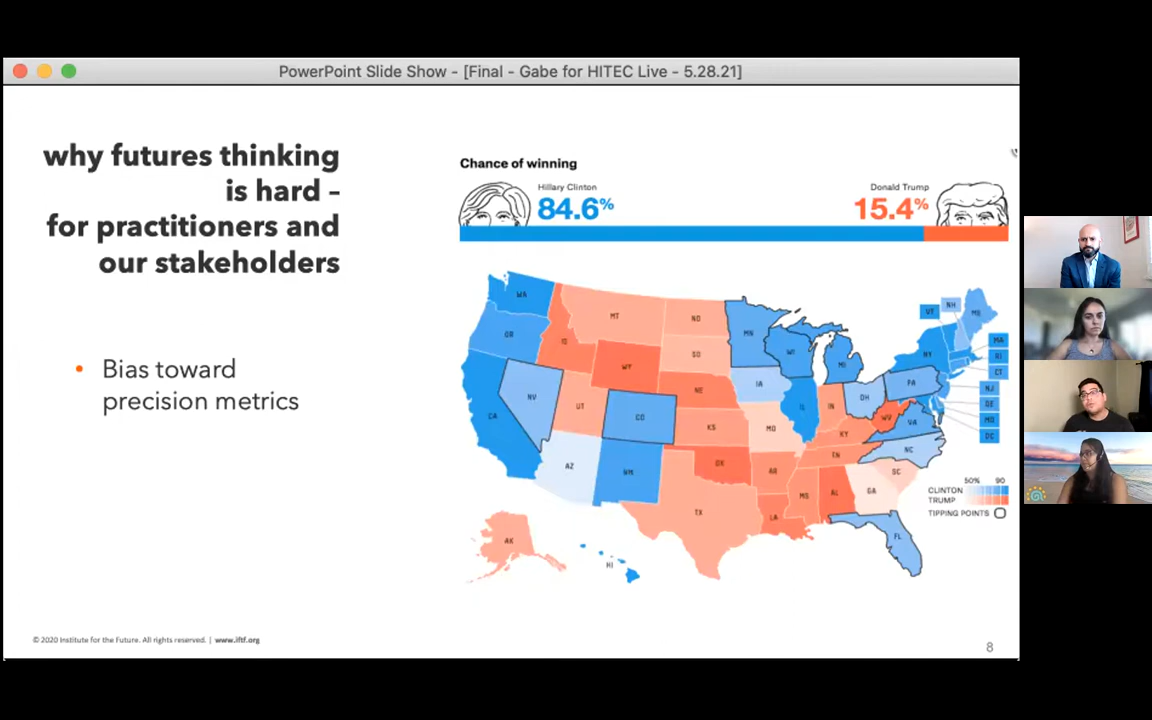 PowerPoint Slide Show - [Final - Gabe for HITEC Live - 5.28.21]
why futures thinking
is hard –
for practitioners and
our stakeholders
• Bias toward
precision metrics
Chance of winning
Hillary Clinton
84.6%
Donald Trump
15.4%
WA
OR
CA
NV
ID
MT
WY
UT
CO
AZ
NM
ND
SD
NE
KS
OK
TX
MN
IA
MO
AR
LA
WI
IL
MI
IN
OH
KY
TN
MS
AL
GA
SC
NC
VA
WV
PA
NY
VT
NH
ME
MA
RI
CT
NJ
DE
MD
DC
FL
AK
HI
50% 90
CLINTON
TRUMP
TIPPING POINTS
© 2020 Institute for the Future. All rights reserved. | www.iftf.org
8